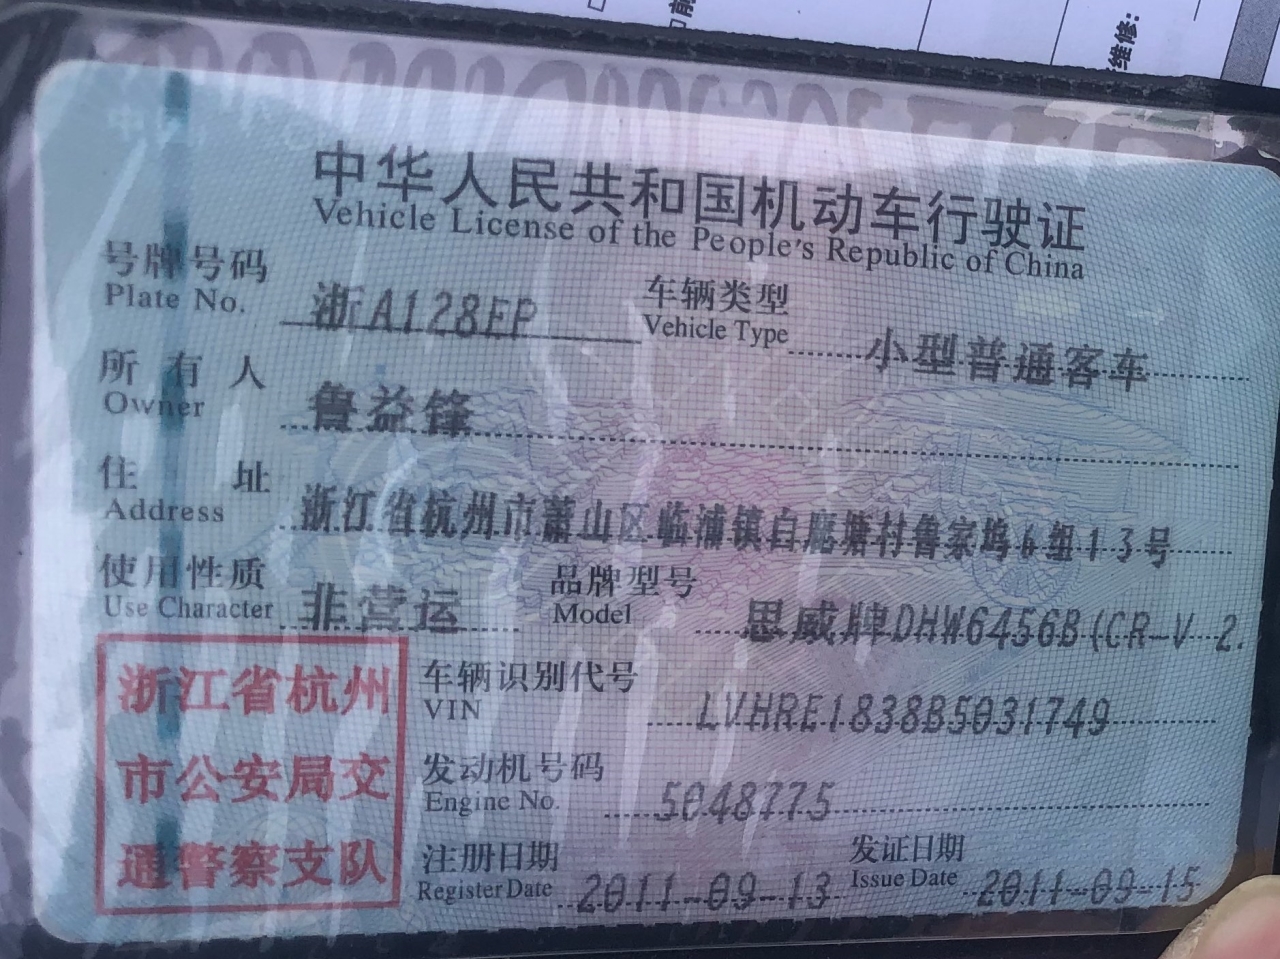 维修:
中华人民共和国机动车行驶证
Vehicle License of the People's Republic of China
号牌号码 浙A128EP 车辆类型 小型普通客车
Plate No. Vehicle Type
所有人 鲁益锋
Owner
住址 浙江省杭州市萧山区临浦镇白鹿塘村鲁家坞6组13号
Address
使用性质 非营运 品牌型号 思威牌DHW6456B(CR-V 2.
Use Character Model
浙江省杭州
市公安局交
通警察支队
车辆识别代号 LVHRE1838B5031749
VIN
发动机号码 5048775
Engine No.
注册日期 2011-09-13 发证日期 2011-09-15
Register Date Issue Date